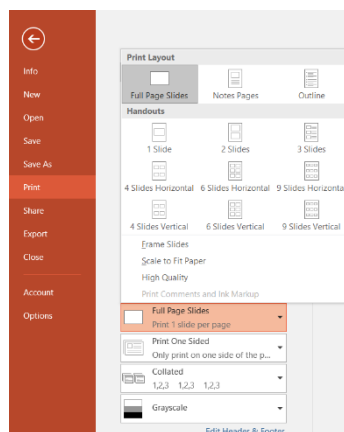 Info
New
Open
Save
Save As
Print
Share
Export
Close
Account
Options
Print Layout
Full Page Slides Notes Pages Outline
Handouts
1 Slide 2 Slides 3 Slides
4 Slides Horizontal 6 Slides Horizontal 9 Slides Horizonta
4 Slides Vertical 6 Slides Vertical 9 Slides Vertical
Frame Slides
Scale to Fit Paper
High Quality
Print Comments and Ink Markup
Full Page Slides
Print 1 slide per page
Print One Sided
Only print on one side of the p...
Collated
1,2,3 1,2,3 1,2,3
Grayscale
Edit Header & Footer